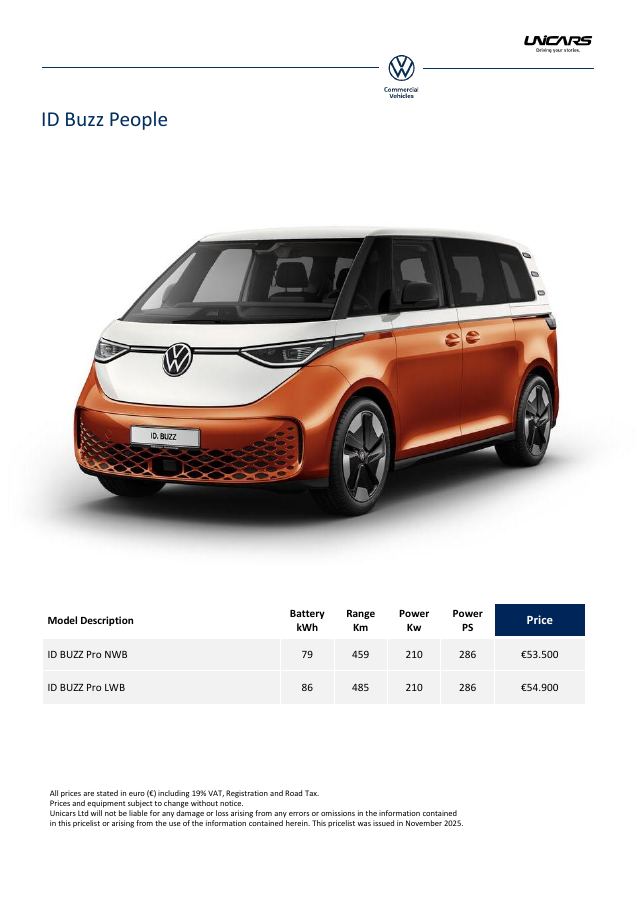 UNICARS
Driving your stories.
Commercial
Vehicles
ID Buzz People
ID. BUZZ
Model Description Battery kWh Range Km Power Kw Power PS Price
ID BUZZ Pro NWB 79 459 210 286 €53.500
ID BUZZ Pro LWB 86 485 210 286 €54.900
All prices are stated in euro (€) including 19% VAT, Registration and Road Tax.
Prices and equipment subject to change without notice.
Unicars Ltd will not be liable for any damage or loss arising from any errors or omissions in the information contained
in this pricelist or arising from the use of the information contained herein. This pricelist was issued in November 2025.